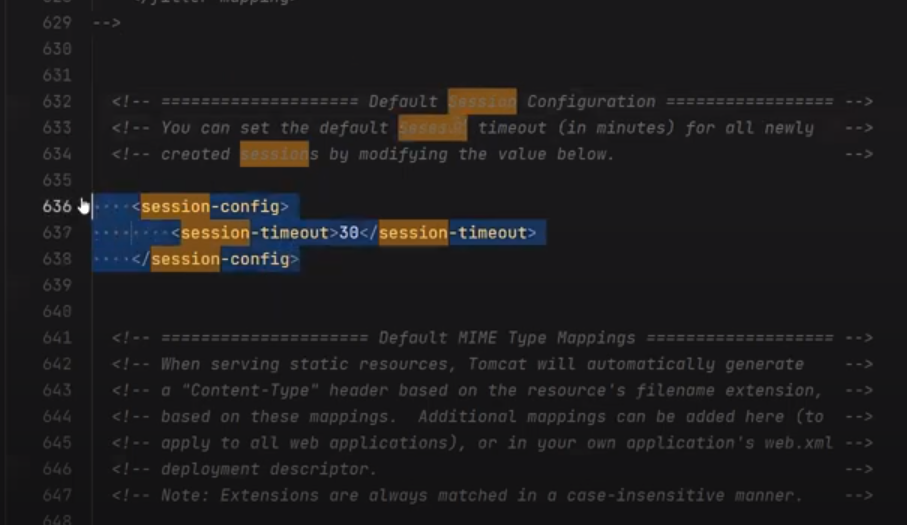 629 -->
630
631
632 <!-- ==================== Default Session Configuration ================= -->
633 <!-- You can set the default session timeout (in minutes) for all newly -->
634 <!-- created sessions by modifying the value below. -->
635
636 ····<session-config>
637 ········<session-timeout>30</session-timeout>
638 ····</session-config>
639
640
641 <!-- ==================== Default MIME Type Mappings =================== -->
642 <!-- When serving static resources, Tomcat will automatically generate -->
643 <!-- a "Content-Type" header based on the resource's filename extension, -->
644 <!-- based on these mappings.  Additional mappings can be added here (to -->
645 <!-- apply to all web applications), or in your own application's web.xml -->
646 <!-- deployment descriptor. -->
647 <!-- Note: Extensions are always matched in a case-insensitive manner. -->
648